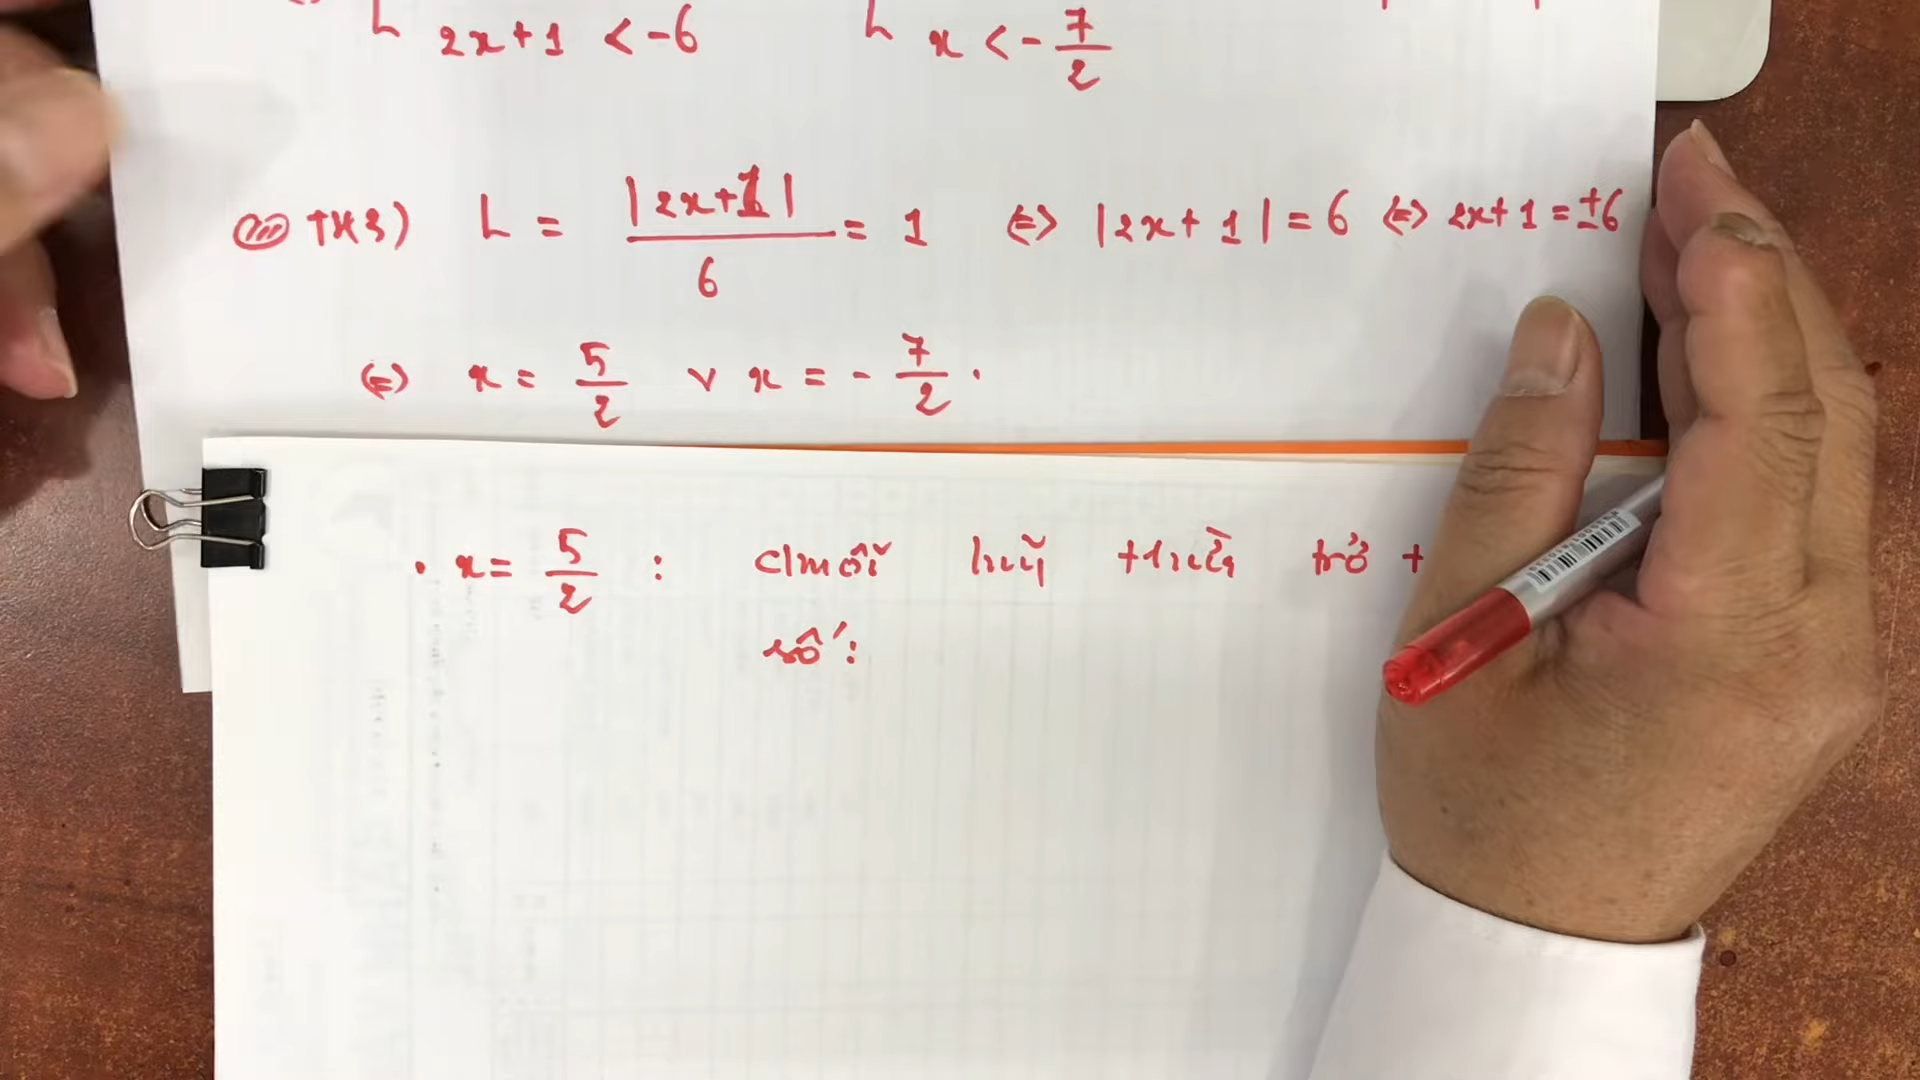 2x+1 < -6    x < - 7/2
TH3) L = |2x+1| / 6 = 1 ⇔ |2x+1| = 6 ⇔ 2x+1 = ±6
⇔ x = 5/2 ∨ x = - 7/2 .
. x = 5/2 : chuỗi luỹ thừa trở t
số: